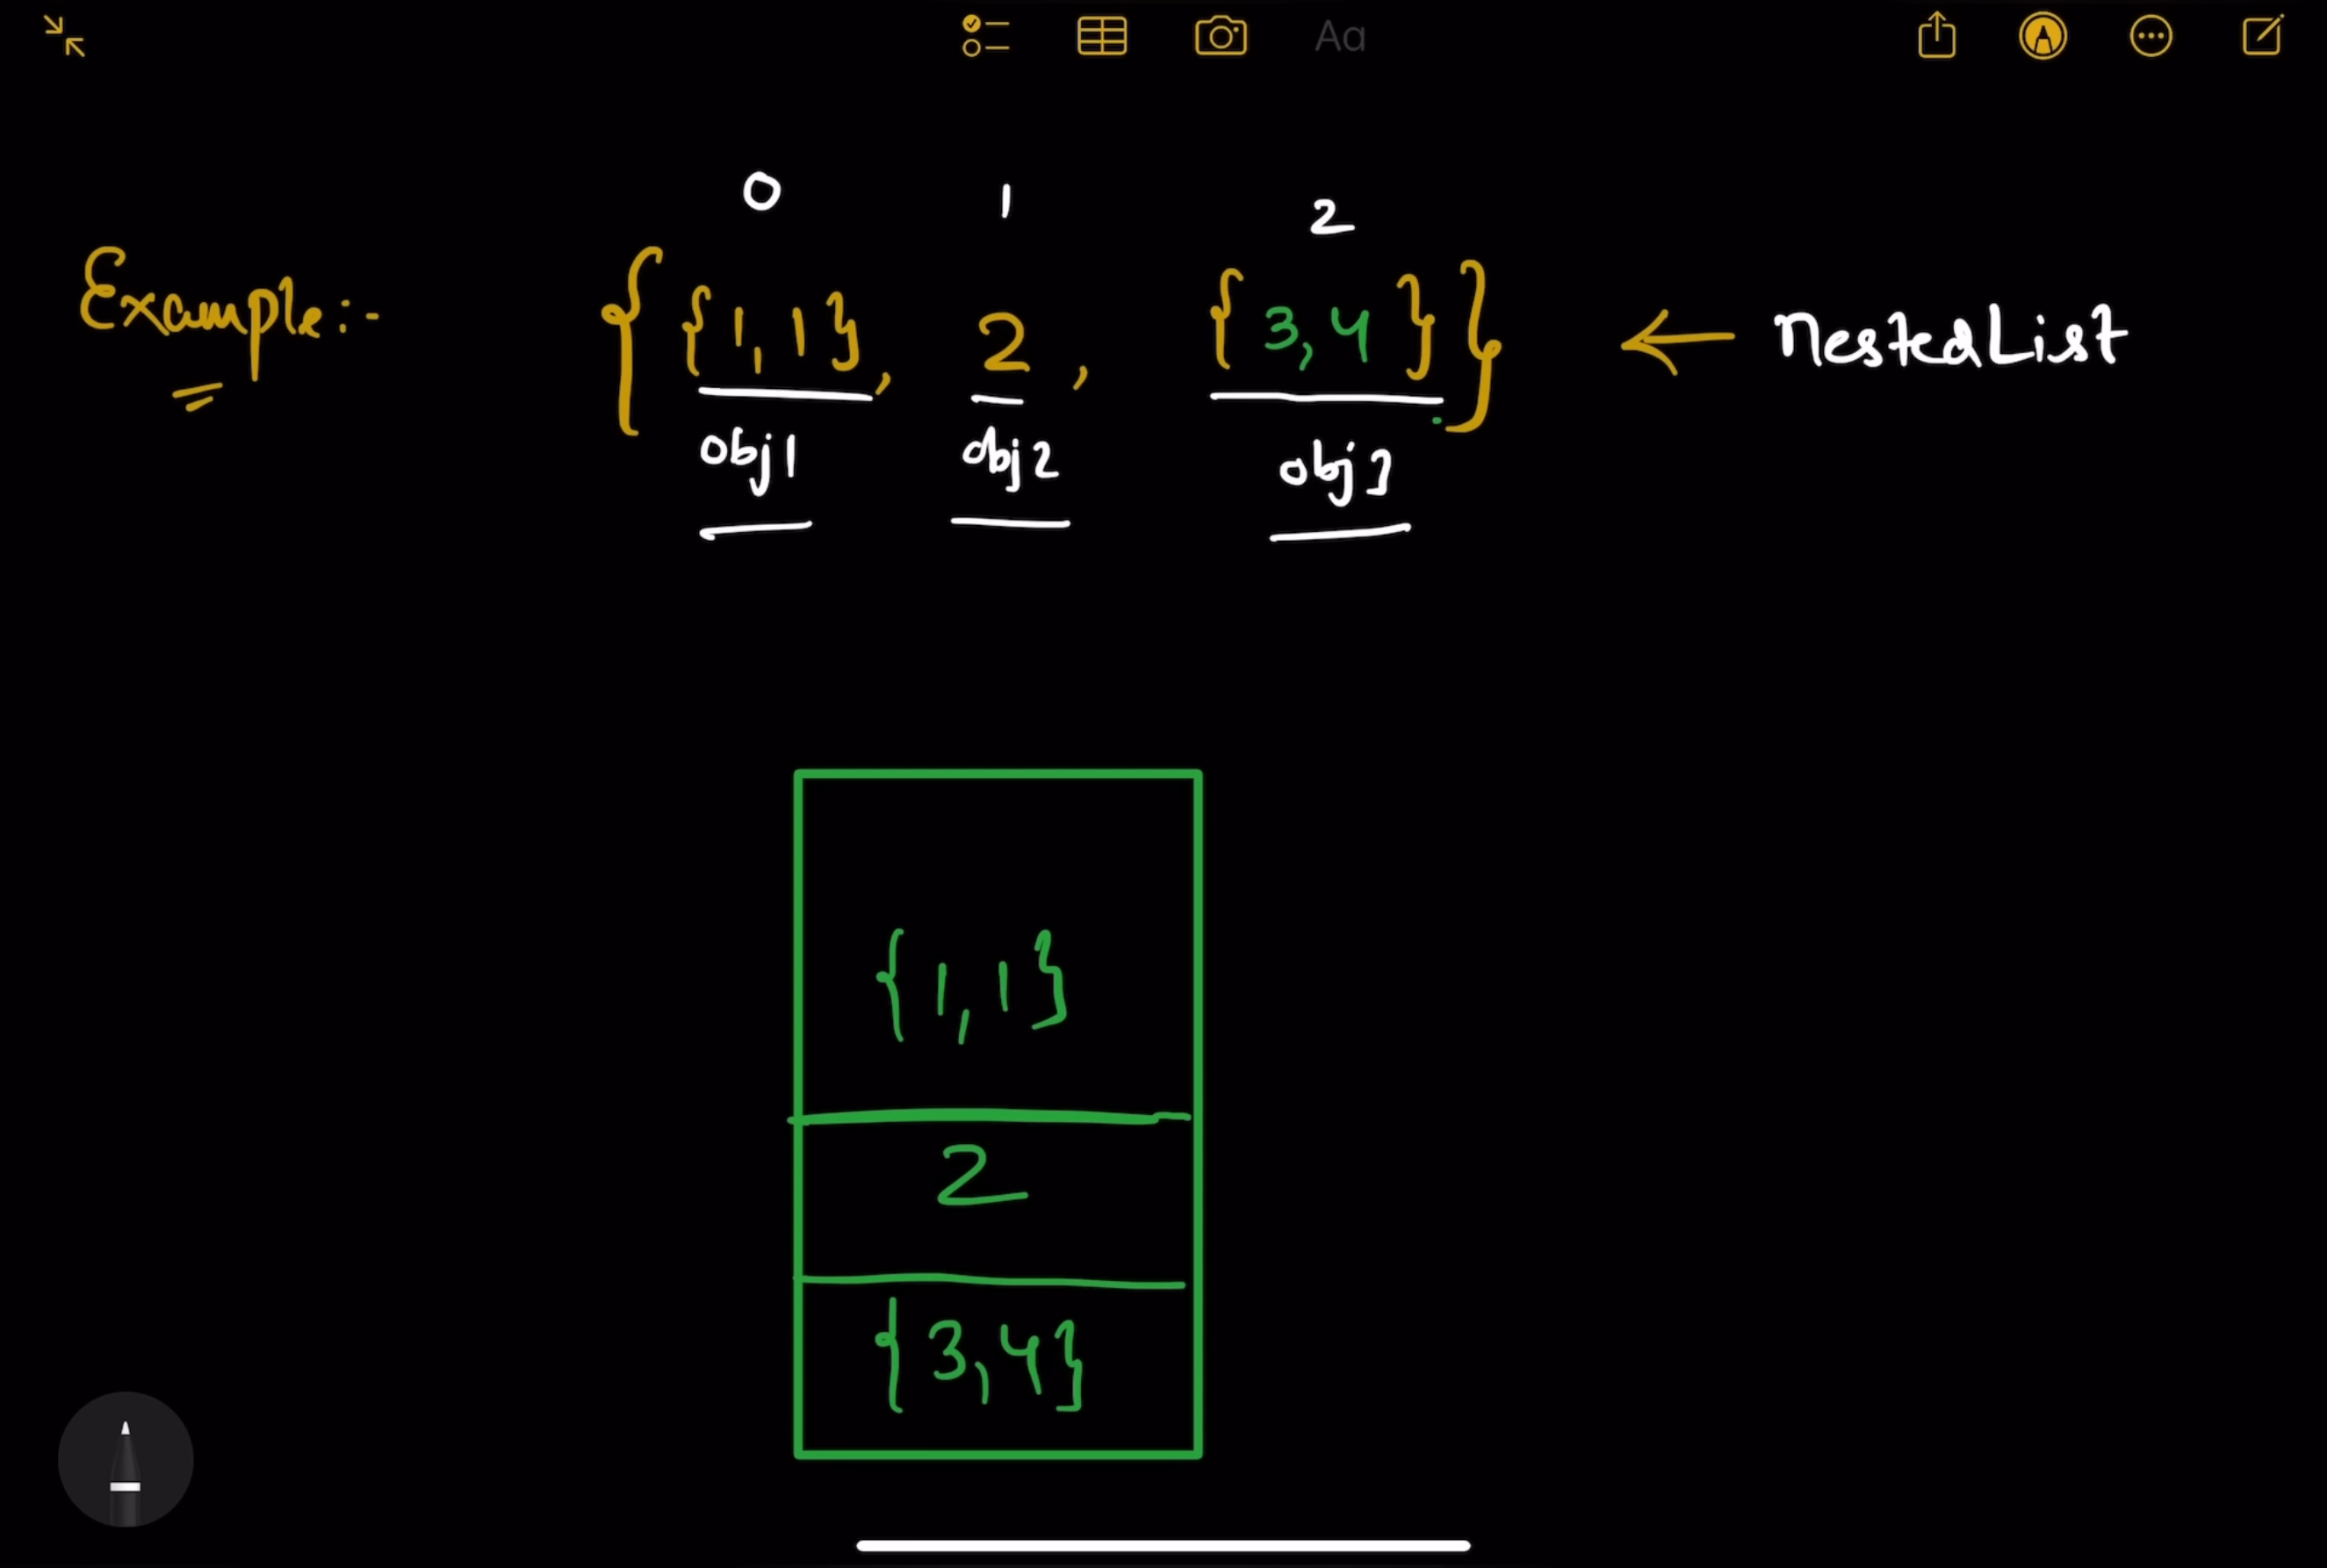 Aa
0 1 2
Example:- {{1,1}, 2, {3,4}} ← nestedList
obj1 obj2 obj3
{1,1}
2
{3,4}